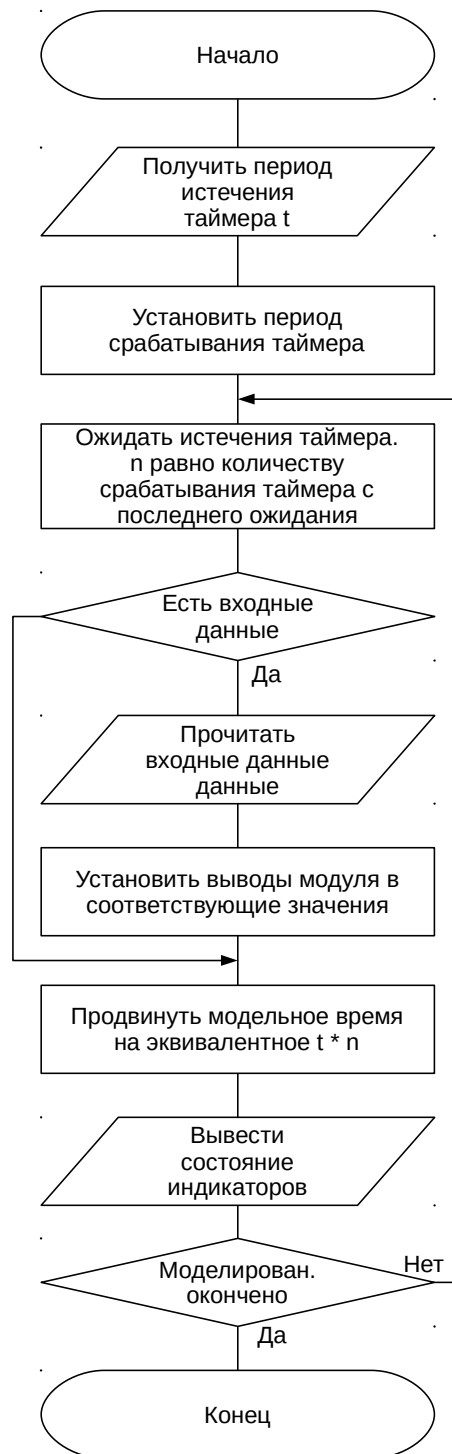 Начало
Получить период
истечения
таймера t
Установить период
срабатывания таймера
Ожидать истечения таймера.
n равно количеству
срабатывания таймера с
последнего ожидания
Есть входные
данные
Да
Прочитать
входные данные
данные
Установить выводы модуля в
соответствующие значения
Продвинуть модельное время
на эквивалентное t * n
Вывести
состояние
индикаторов
Моделирован.
окончено
Нет
Да
Конец